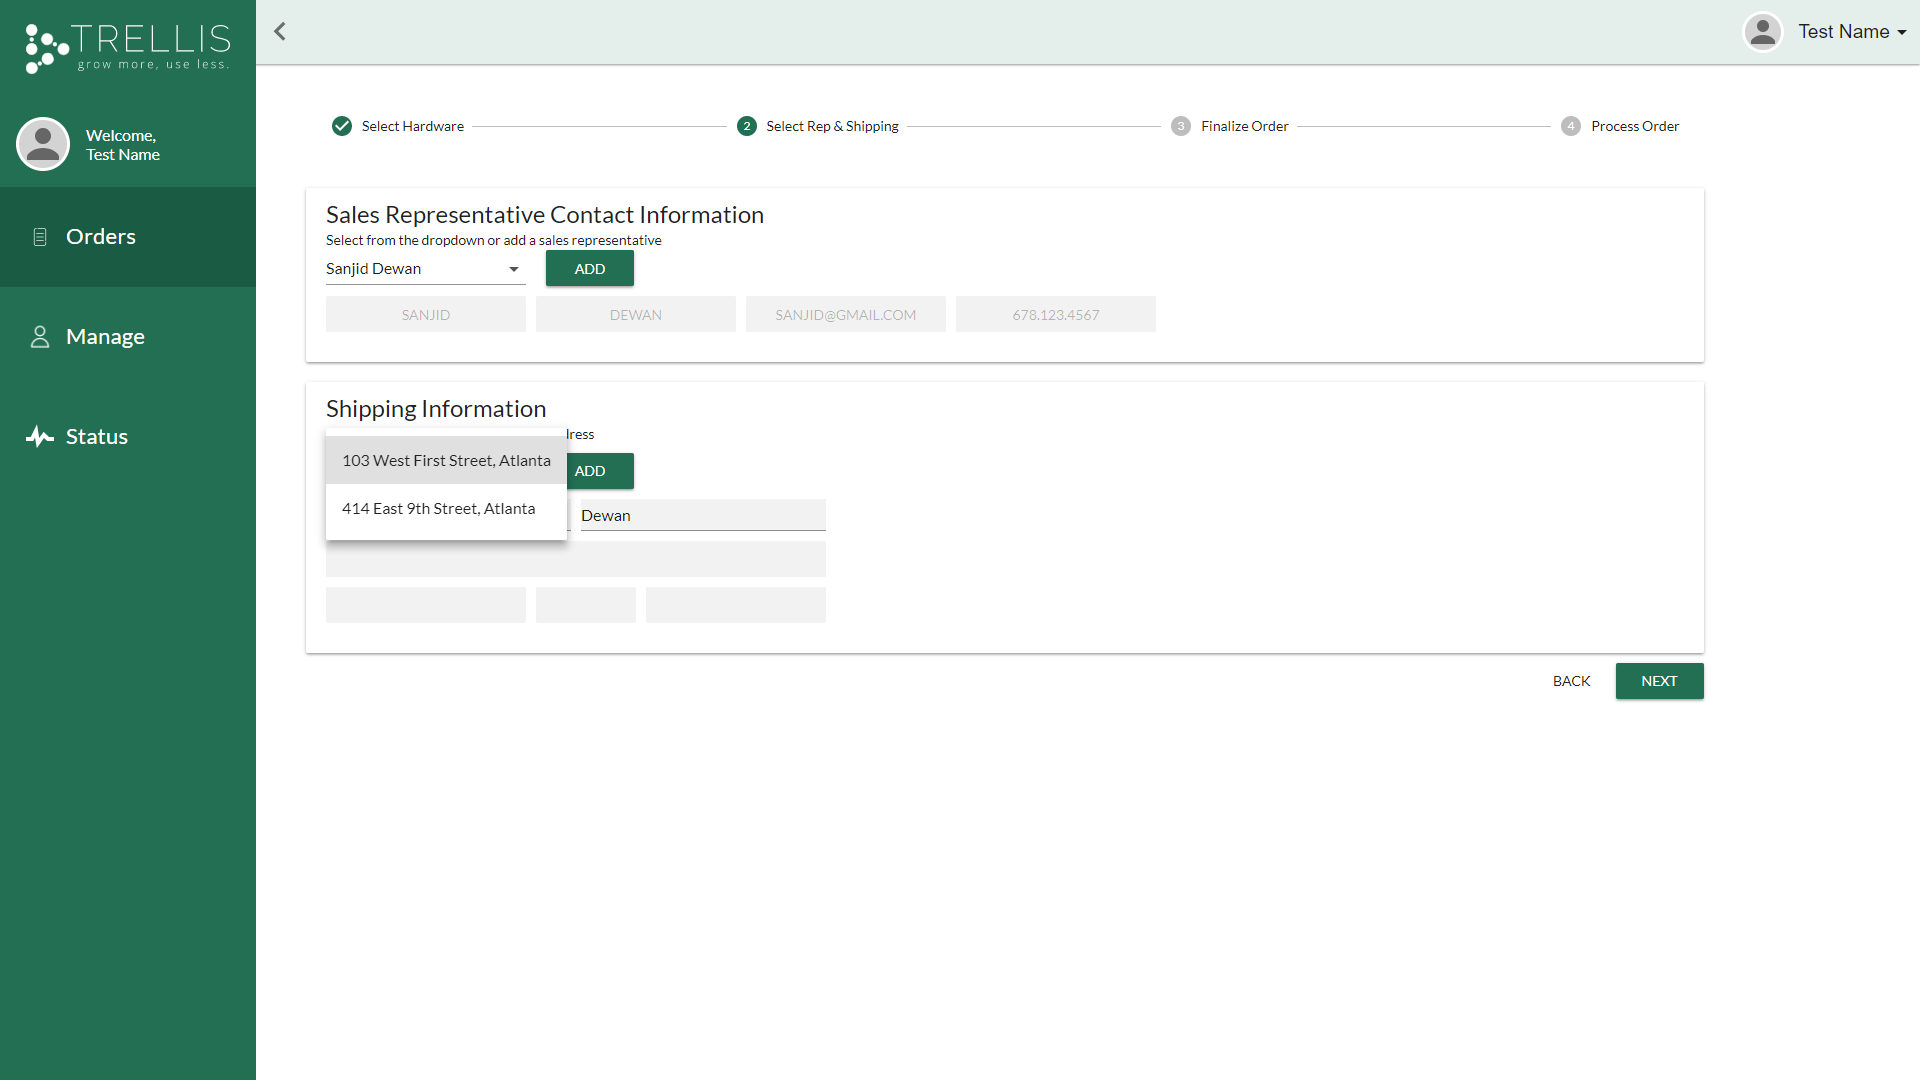 TRELLIS
grow more, use less.
Test Name
Welcome,
Test Name
Orders
Manage
Status
Select Hardware
2 Select Rep & Shipping
3 Finalize Order
4 Process Order
Sales Representative Contact Information
Select from the dropdown or add a sales representative
Sanjid Dewan
ADD
SANJID
DEWAN
SANJID@GMAIL.COM
678.123.4567
Shipping Information
103 West First Street, Atlanta
ADD
414 East 9th Street, Atlanta
Dewan
BACK
NEXT